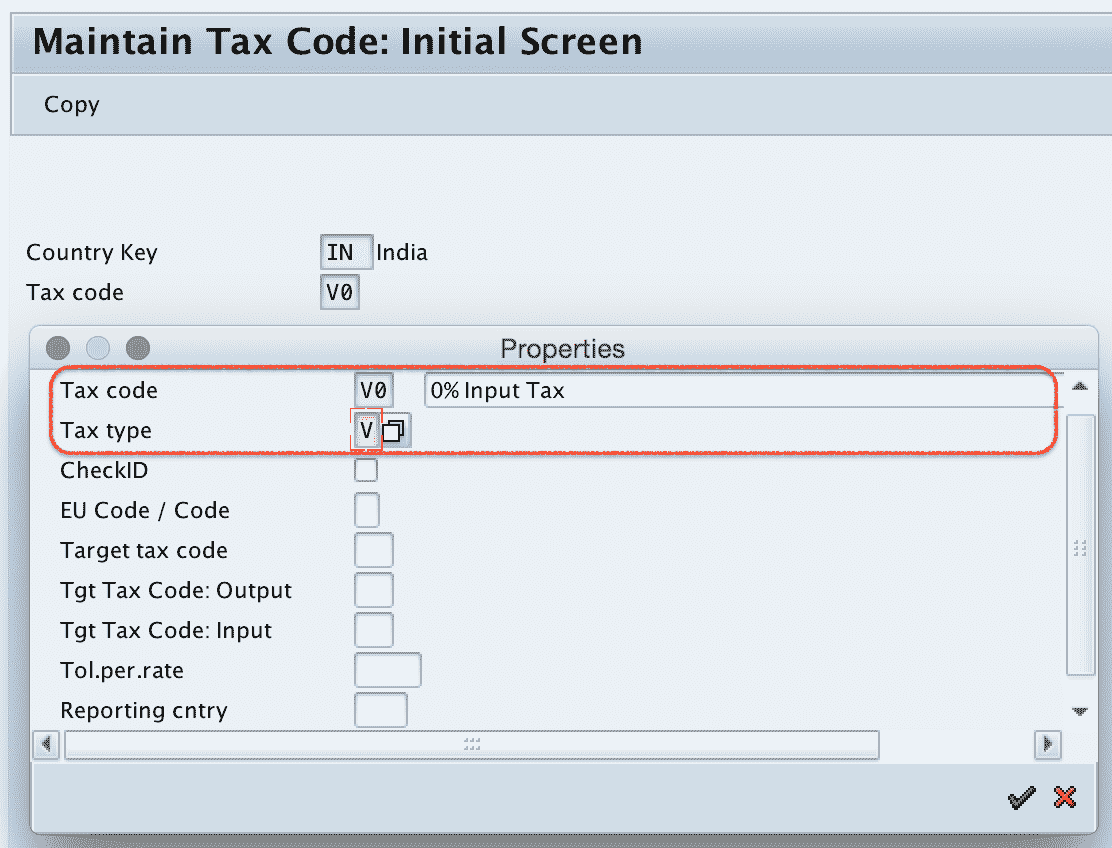 Maintain Tax Code: Initial Screen
Copy
Country Key IN India
Tax code V0
Properties
Tax code V0 0% Input Tax
Tax type V
CheckID
EU Code / Code
Target tax code
Tgt Tax Code: Output
Tgt Tax Code: Input
Tol.per.rate
Reporting cntry